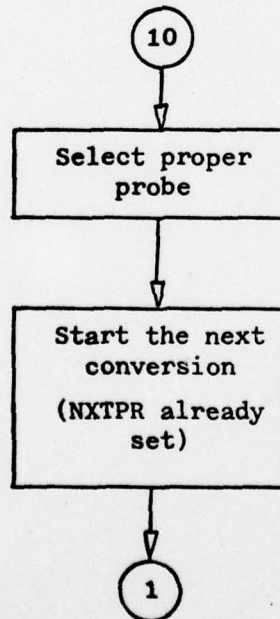 10
Select proper
probe
Start the next
conversion
(NXTPR already
set)
1